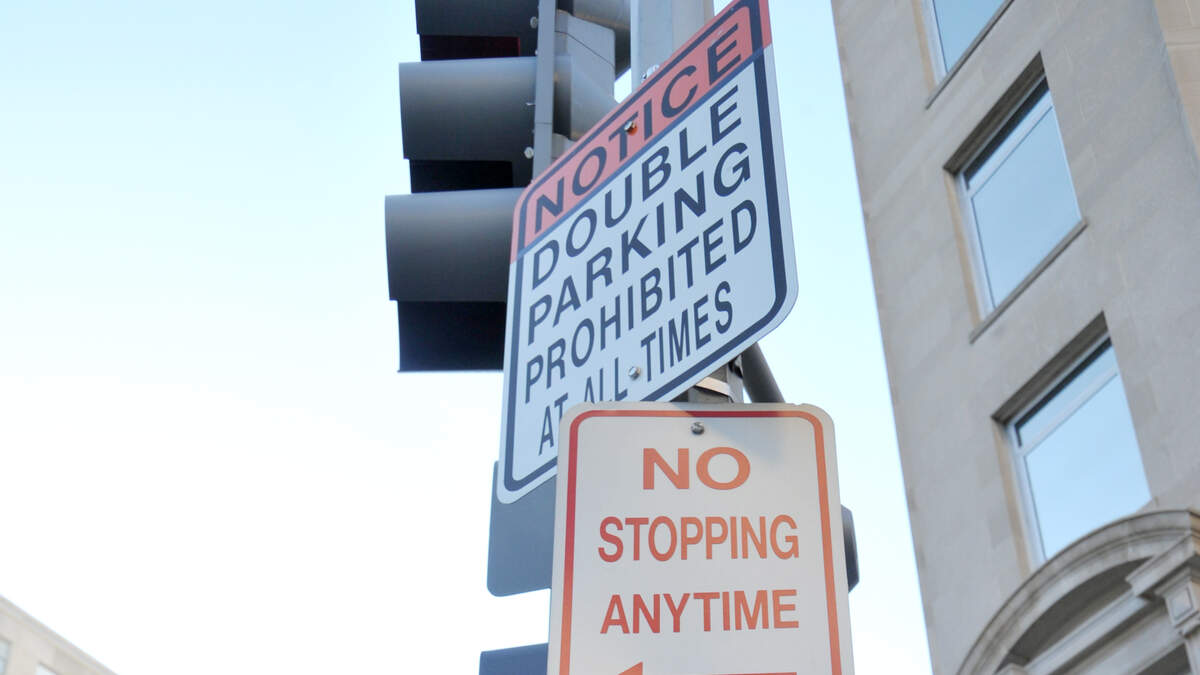 NOTICE
DOUBLE
PARKING
PROHIBITED
AT ALL TIMES
NO
STOPPING
ANYTIME